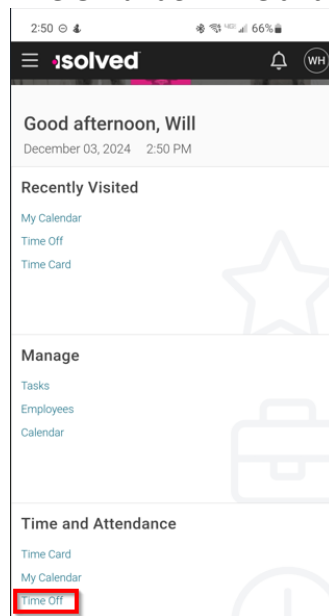 2:50 66%
isolved WH
Good afternoon, Will
December 03, 2024 2:50 PM
Recently Visited
My Calendar
Time Off
Time Card
Manage
Tasks
Employees
Calendar
Time and Attendance
Time Card
My Calendar
Time Off